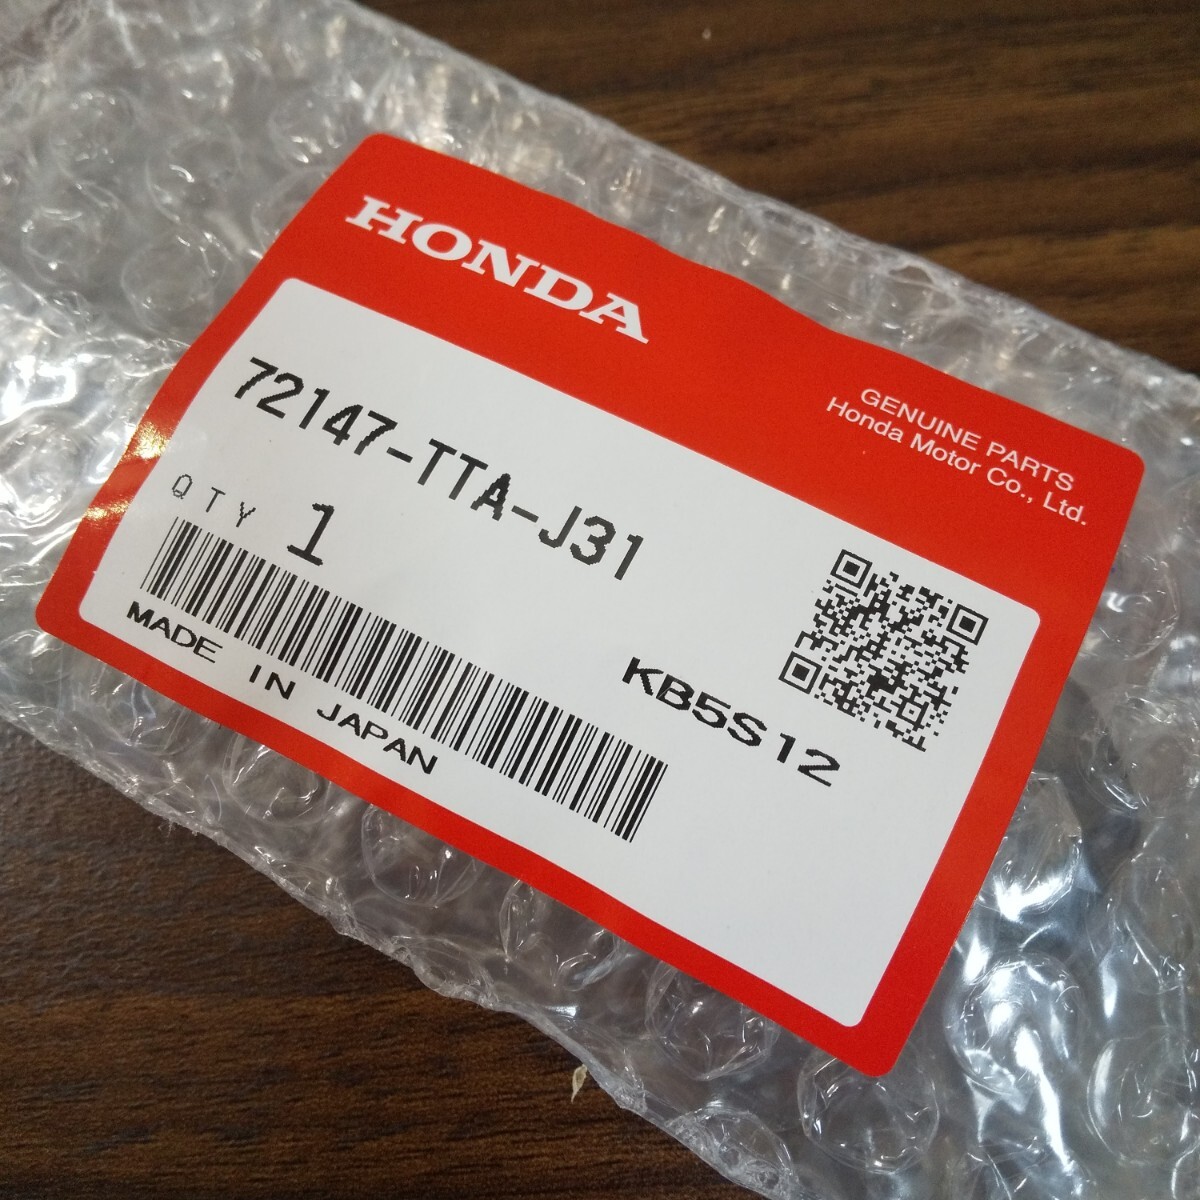 HONDA
GENUINE PARTS
Honda Motor Co., Ltd.
72147-TTA-J31
QTY 1
MADE IN JAPAN
KB5S12